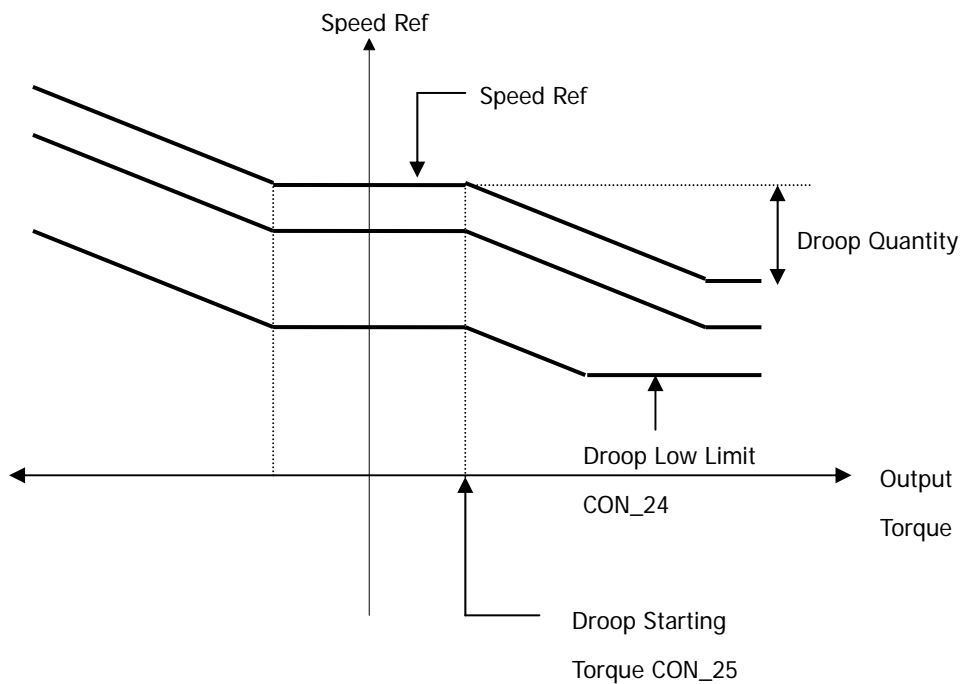 Speed Ref
Speed Ref
Droop Quantity
Droop Low Limit
CON_24
Output
Torque
Droop Starting
Torque CON_25